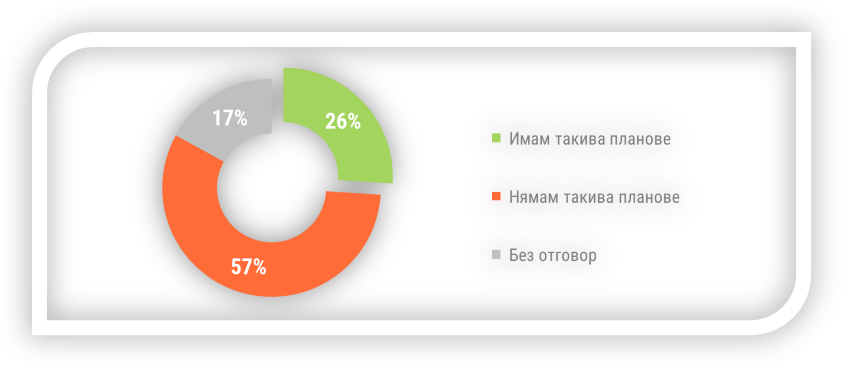 17%
26%
57%
Имам такива планове
Нямам такива планове
Без отговор